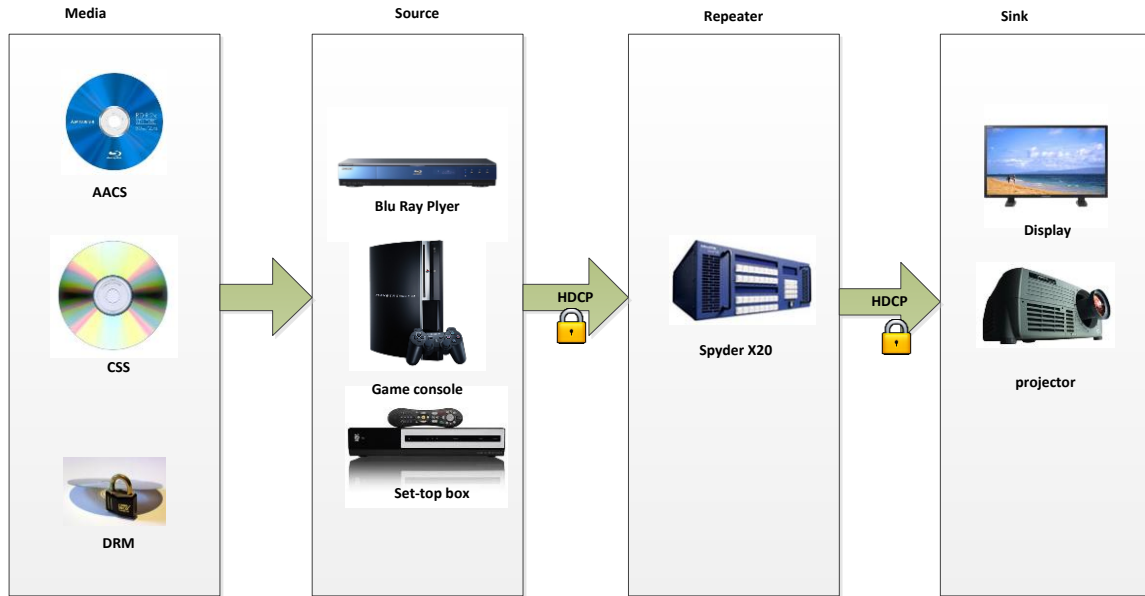 Media
Source
Repeater
Sink
AACS
CSS
DRM
Blu Ray Plyer
Game console
Set-top box
HDCP
Spyder X20
HDCP
Display
projector